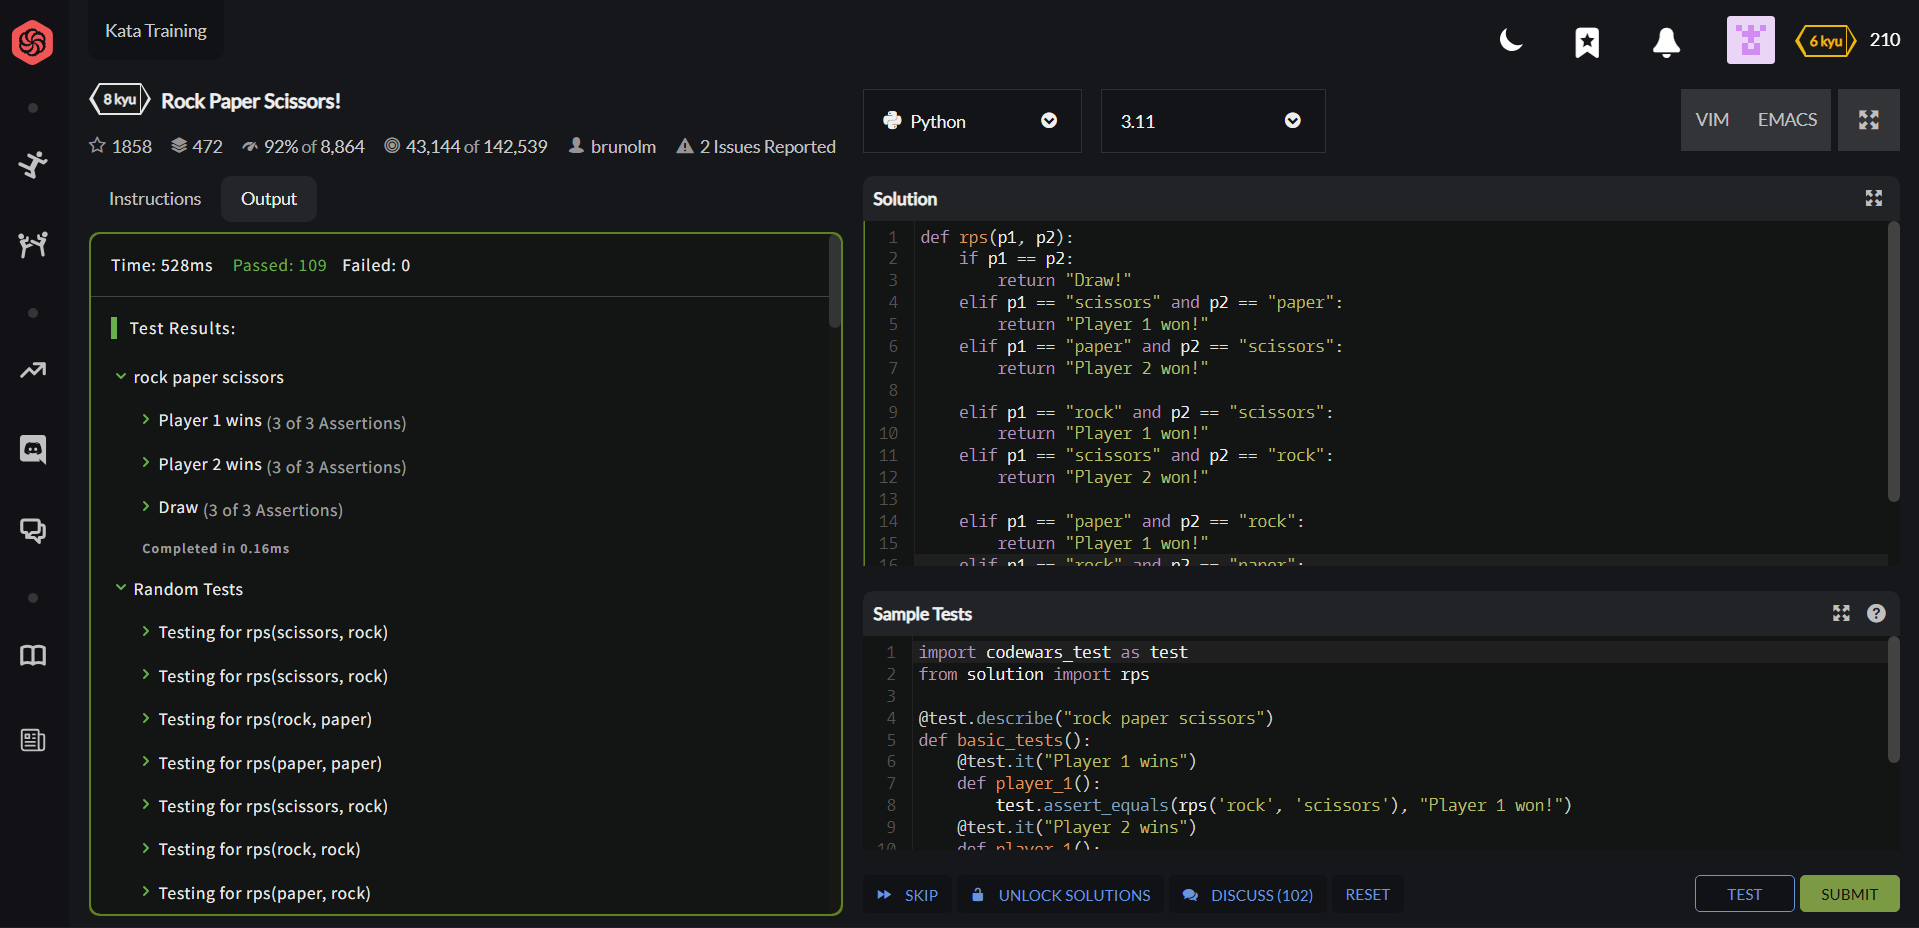 Kata Training
6 kyu
210
8 kyu
Rock Paper Scissors!
1858
472
92% of 8,864
43,144 of 142,539
brunolm
2 Issues Reported
Instructions
Output
Time: 528ms Passed: 109 Failed: 0
Test Results:
rock paper scissors
Player 1 wins (3 of 3 Assertions)
Player 2 wins (3 of 3 Assertions)
Draw (3 of 3 Assertions)
Completed in 0.16ms
Random Tests
Testing for rps(scissors, rock)
Testing for rps(scissors, rock)
Testing for rps(rock, paper)
Testing for rps(paper, paper)
Testing for rps(scissors, rock)
Testing for rps(rock, rock)
Testing for rps(paper, rock)
Python
3.11
VIM
EMACS
Solution
1 def rps(p1, p2):
2     if p1 == p2:
3         return "Draw!"
4     elif p1 == "scissors" and p2 == "paper":
5         return "Player 1 won!"
6     elif p1 == "paper" and p2 == "scissors":
7         return "Player 2 won!"
8
9     elif p1 == "rock" and p2 == "scissors":
10         return "Player 1 won!"
11     elif p1 == "scissors" and p2 == "rock":
12         return "Player 2 won!"
13
14     elif p1 == "paper" and p2 == "rock":
15         return "Player 1 won!"
16     elif p1 == "rock" and p2 == "paper":
Sample Tests
?
1 import codewars_test as test
2 from solution import rps
3
4 @test.describe("rock paper scissors")
5 def basic_tests():
6     @test.it("Player 1 wins")
7     def player_1():
8         test.assert_equals(rps('rock', 'scissors'), "Player 1 won!")
9     @test.it("Player 2 wins")
10     def player_1():
SKIP
UNLOCK SOLUTIONS
DISCUSS (102)
RESET
TEST
SUBMIT